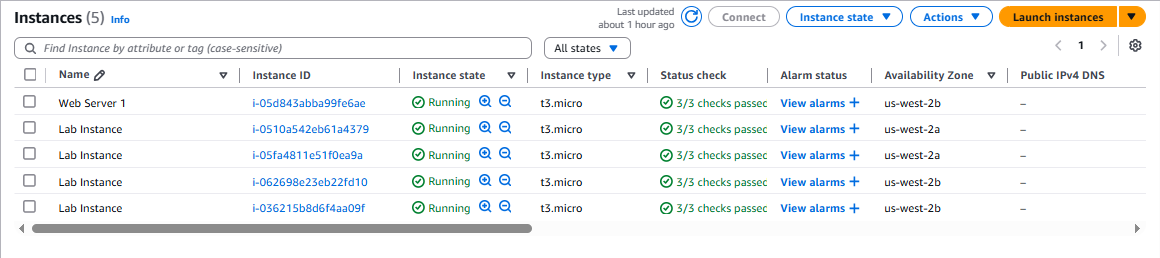 Instances (5) Info
Last updated
about 1 hour ago
Connect
Instance state
Actions
Launch instances
Find Instance by attribute or tag (case-sensitive)
All states
1
Name Instance ID Instance state Instance type Status check Alarm status Availability Zone Public IPv4 DNS
Web Server 1 i-05d843abba99fe6ae Running t3.micro 3/3 checks passed View alarms + us-west-2b –
Lab Instance i-0510a542eb61a4379 Running t3.micro 3/3 checks passed View alarms + us-west-2a –
Lab Instance i-05fa4811e51f0ea9a Running t3.micro 3/3 checks passed View alarms + us-west-2a –
Lab Instance i-062698e23eb22fd10 Running t3.micro 3/3 checks passed View alarms + us-west-2b –
Lab Instance i-036215b8d6f4aa09f Running t3.micro 3/3 checks passed View alarms + us-west-2b –